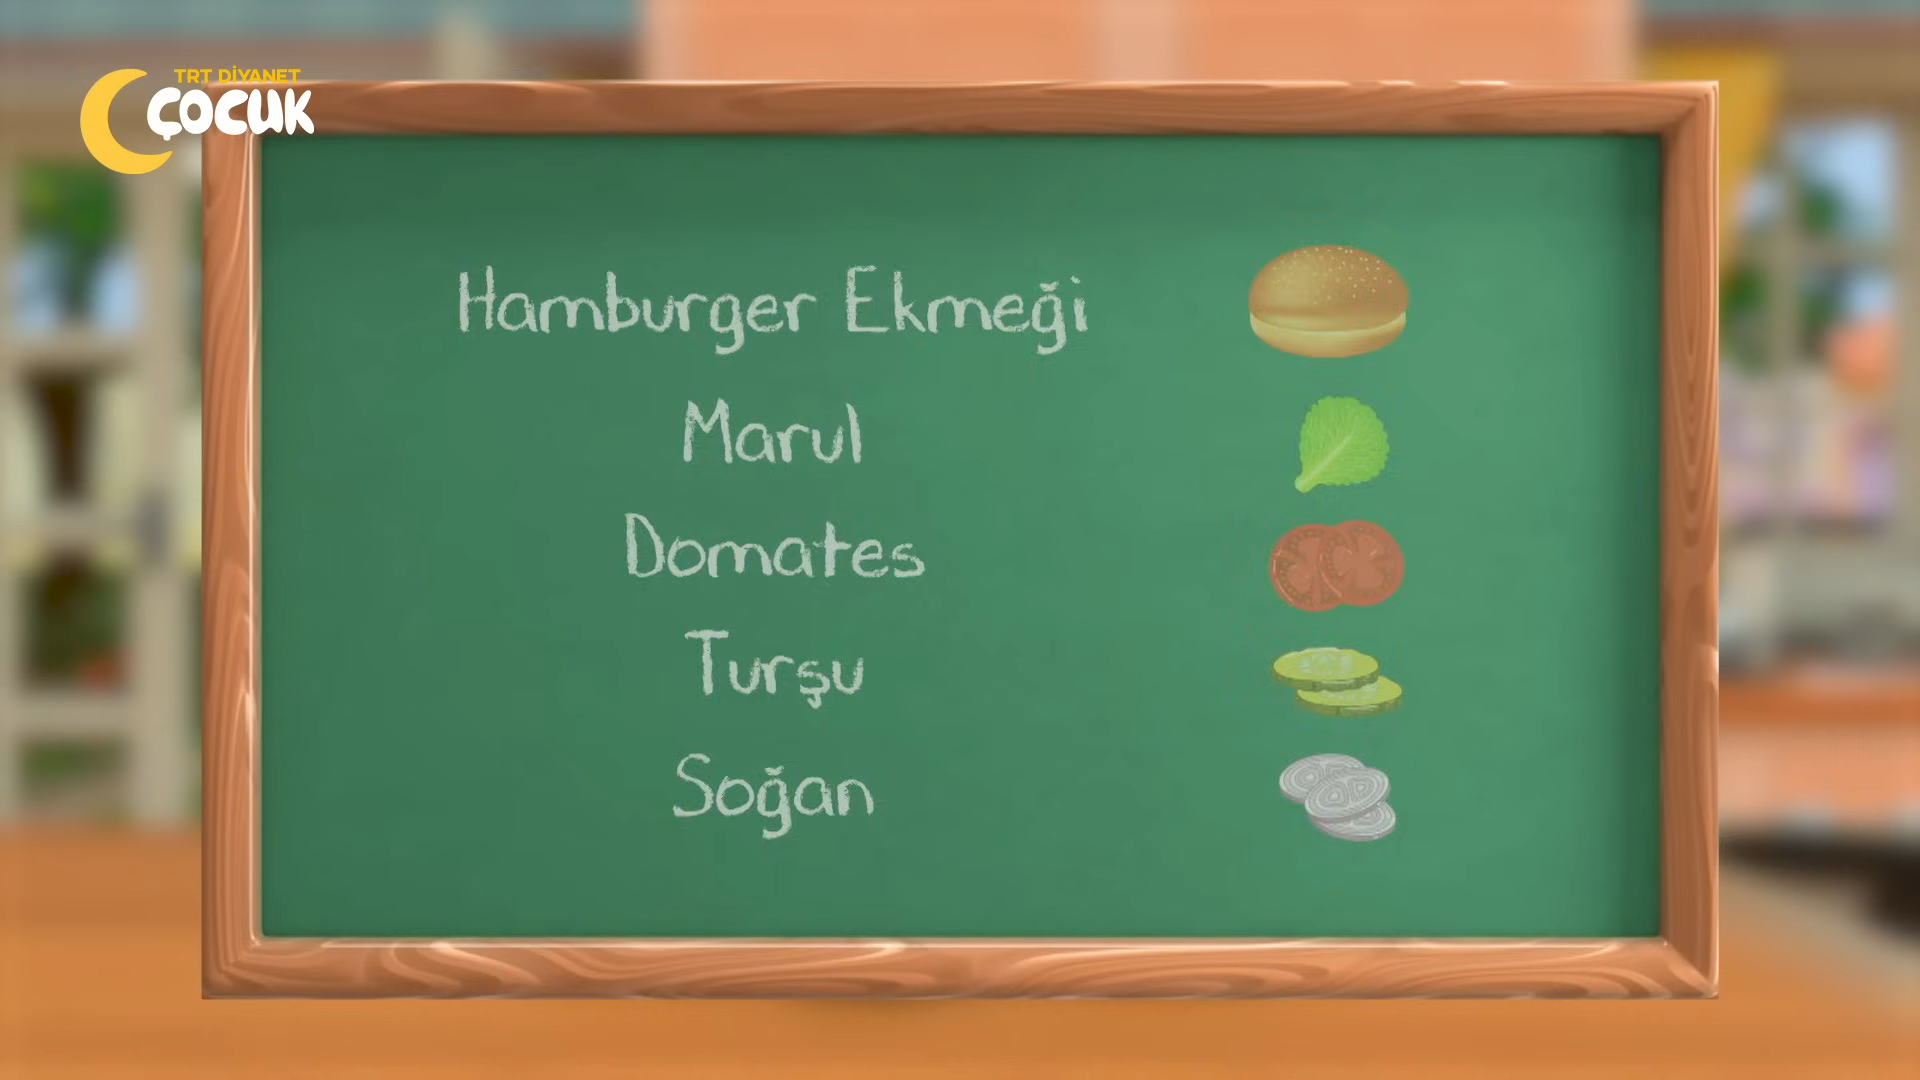 TRT DİYANET
ÇOCUK
Hamburger Ekmeği
Marul
Domates
Turşu
Soğan